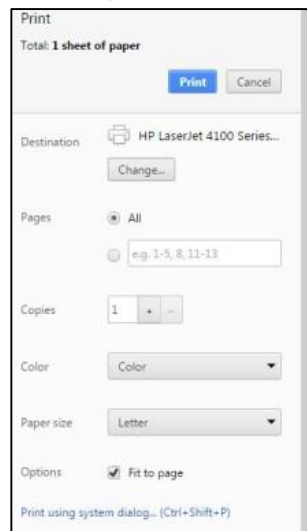 Print
Total: 1 sheet of paper
Print Cancel
Destination HP LaserJet 4100 Series...
Change...
Pages All
e.g. 1-5, 8, 11-13
Copies 1 + -
Color Color
Paper size Letter
Options Fit to page
Print using system dialog... (Ctrl+Shift+P)